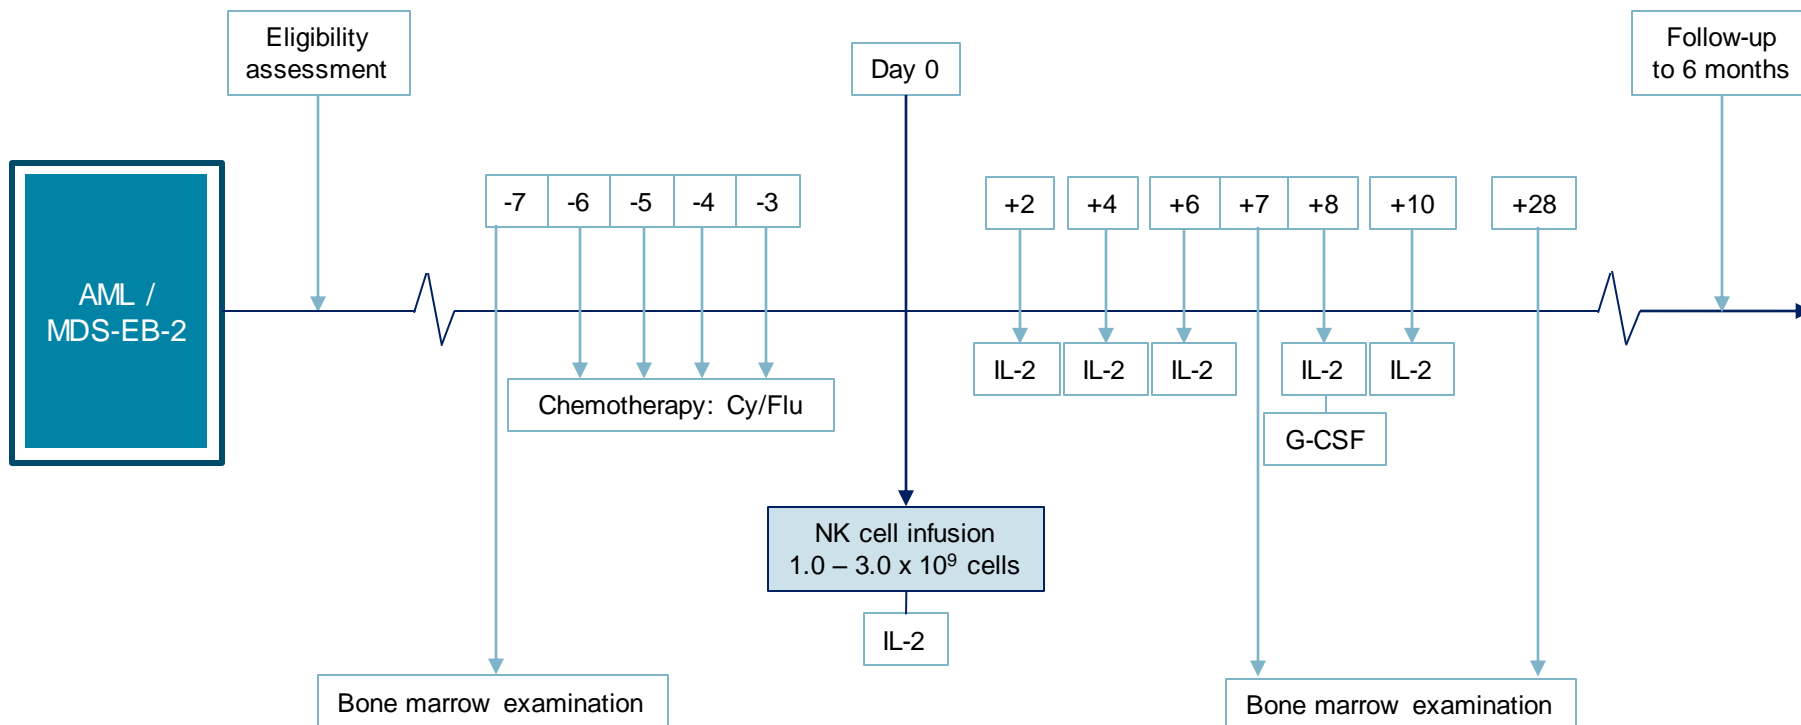 Eligibility
assessment
Day 0
Follow-up
to 6 months
-7
-6
-5
-4
-3
+2
+4
+6
+7
+8
+10
+28
AML /
MDS-EB-2
IL-2
IL-2
IL-2
IL-2
IL-2
Chemotherapy: Cy/Flu
G-CSF
NK cell infusion
1.0 – 3.0 x 10⁹ cells
IL-2
Bone marrow examination
Bone marrow examination